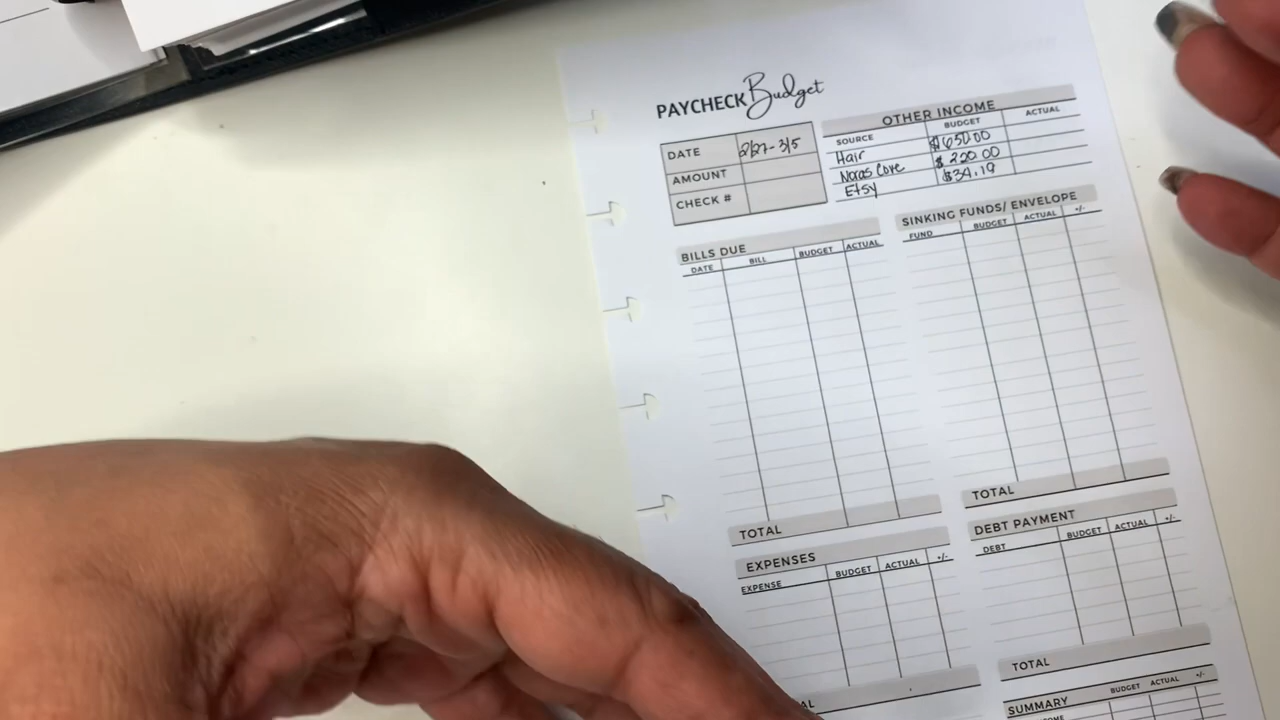 PAYCHECK Budget
DATE 2/27-3/5
AMOUNT
CHECK #
OTHER INCOME
SOURCE BUDGET ACTUAL
Hair $650.00
Noras Cove $ 220.00
Etsy $34.19
BILLS DUE
DATE BILL BUDGET ACTUAL
TOTAL
SINKING FUNDS/ ENVELOPE
FUND BUDGET ACTUAL +/-
TOTAL
EXPENSES
EXPENSE BUDGET ACTUAL +/-
DEBT PAYMENT
DEBT BUDGET ACTUAL +/-
TOTAL
SUMMARY BUDGET ACTUAL +/-